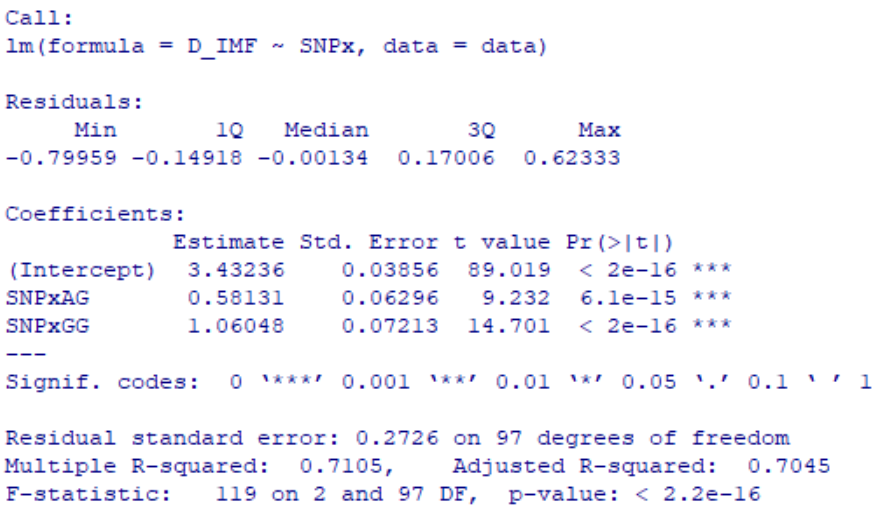 Call:
lm(formula = D_IMF ~ SNPx, data = data)
Residuals:
Min 1Q Median 3Q Max
-0.79959 -0.14918 -0.00134 0.17006 0.62333
Coefficients:
Estimate Std. Error t value Pr(>|t|)
(Intercept) 3.43236 0.03856 89.019 < 2e-16 ***
SNPxAG 0.58131 0.06296 9.232 6.1e-15 ***
SNPxGG 1.06048 0.07213 14.701 < 2e-16 ***
---
Signif. codes: 0 ‘***’ 0.001 ‘**’ 0.01 ‘*’ 0.05 ‘.’ 0.1 ‘ ’ 1
Residual standard error: 0.2726 on 97 degrees of freedom
Multiple R-squared: 0.7105, Adjusted R-squared: 0.7045
F-statistic: 119 on 2 and 97 DF, p-value: < 2.2e-16